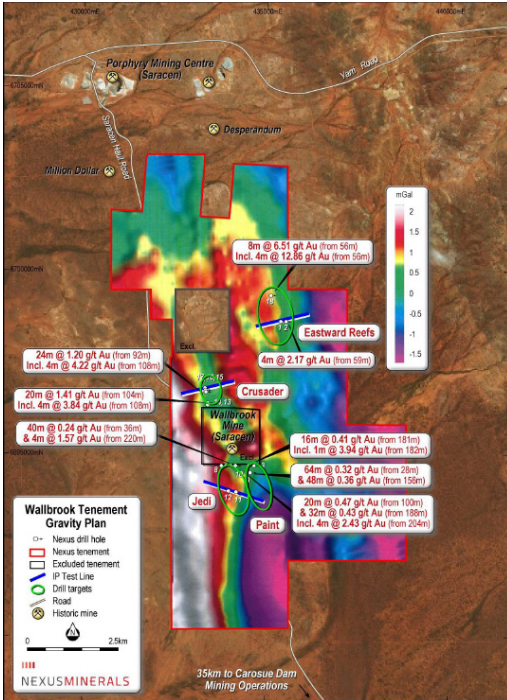 430000mE
435000mE
440000mE
Porphyry Mining Centre
(Saracen)
Yarri Road
6705000mN
Saracen Haul Road
Desperandum
Million Dollar
mGal
2
1.5
1
0.5
0
-0.5
-1
-1.5
8m @ 6.51 g/t Au (from 56m)
Incl. 4m @ 12.86 g/t Au (from 56m)
6700000mN
Eastward Reefs
Excl.
4m @ 2.17 g/t Au (from 59m)
24m @ 1.20 g/t Au (from 92m)
Incl. 4m @ 4.22 g/t Au (from 108m)
15
Crusader
20m @ 1.41 g/t Au (from 104m)
Incl. 4m @ 3.84 g/t Au (from 108m)
13
Wallbrook
Mine
(Saracen)
40m @ 0.24 g/t Au (from 36m)
& 4m @ 1.57 g/t Au (from 220m)
16m @ 0.41 g/t Au (from 181m)
Incl. 1m @ 3.94 g/t Au (from 182m)
6695000mN
64m @ 0.32 g/t Au (from 28m)
& 48m @ 0.36 g/t Au (from 156m)
Jedi
Paint
20m @ 0.47 g/t Au (from 100m)
& 32m @ 0.43 g/t Au (from 188m)
Incl. 4m @ 2.43 g/t Au (from 204m)
Wallbrook Tenement
Gravity Plan
Nexus drill hole
Nexus tenement
Excluded tenement
IP Test Line
Drill targets
Road
Historic mine
0
2.5km
NEXUSMINERALS
35km to Carosue Dam
Mining Operations